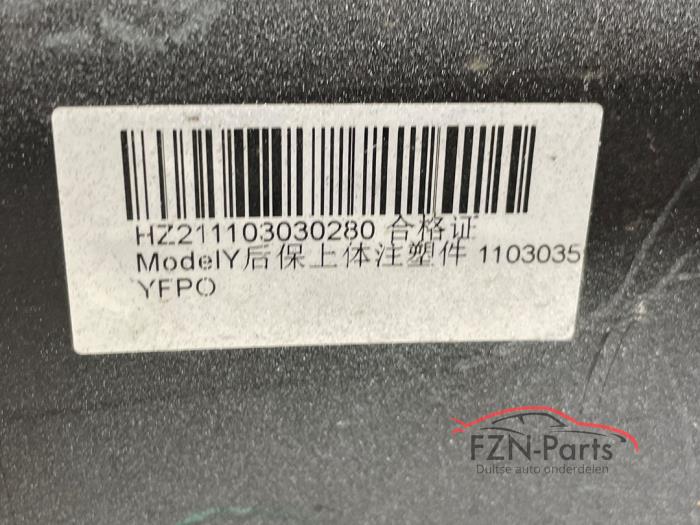 HZ211103030280 合格证
ModelY后保上体注塑件 1103035
YFPO
FZN-Parts
Duitse auto onderdelen